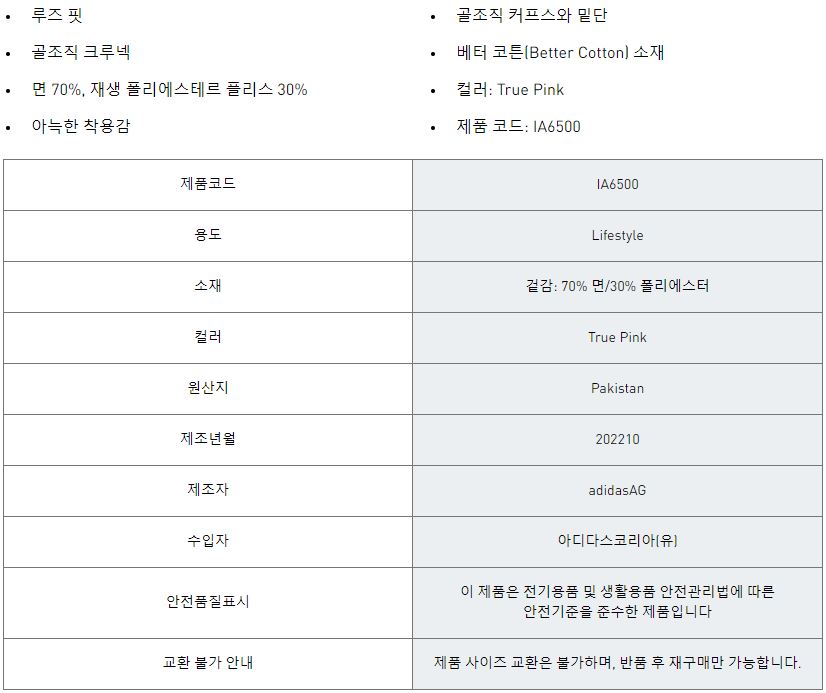 루즈 핏
골조직 크루넥
면 70%, 재생 폴리에스테르 플리스 30%
아늑한 착용감
골조직 커프스와 밑단
베터 코튼(Better Cotton) 소재
컬러: True Pink
제품 코드: IA6500
제품코드 IA6500
용도 Lifestyle
소재 겉감: 70% 면/30% 폴리에스터
컬러 True Pink
원산지 Pakistan
제조년월 202210
제조자 adidasAG
수입자 아디다스코리아(유)
안전품질표시 이 제품은 전기용품 및 생활용품 안전관리법에 따른
안전기준을 준수한 제품입니다
교환 불가 안내 제품 사이즈 교환은 불가하며, 반품 후 재구매만 가능합니다.